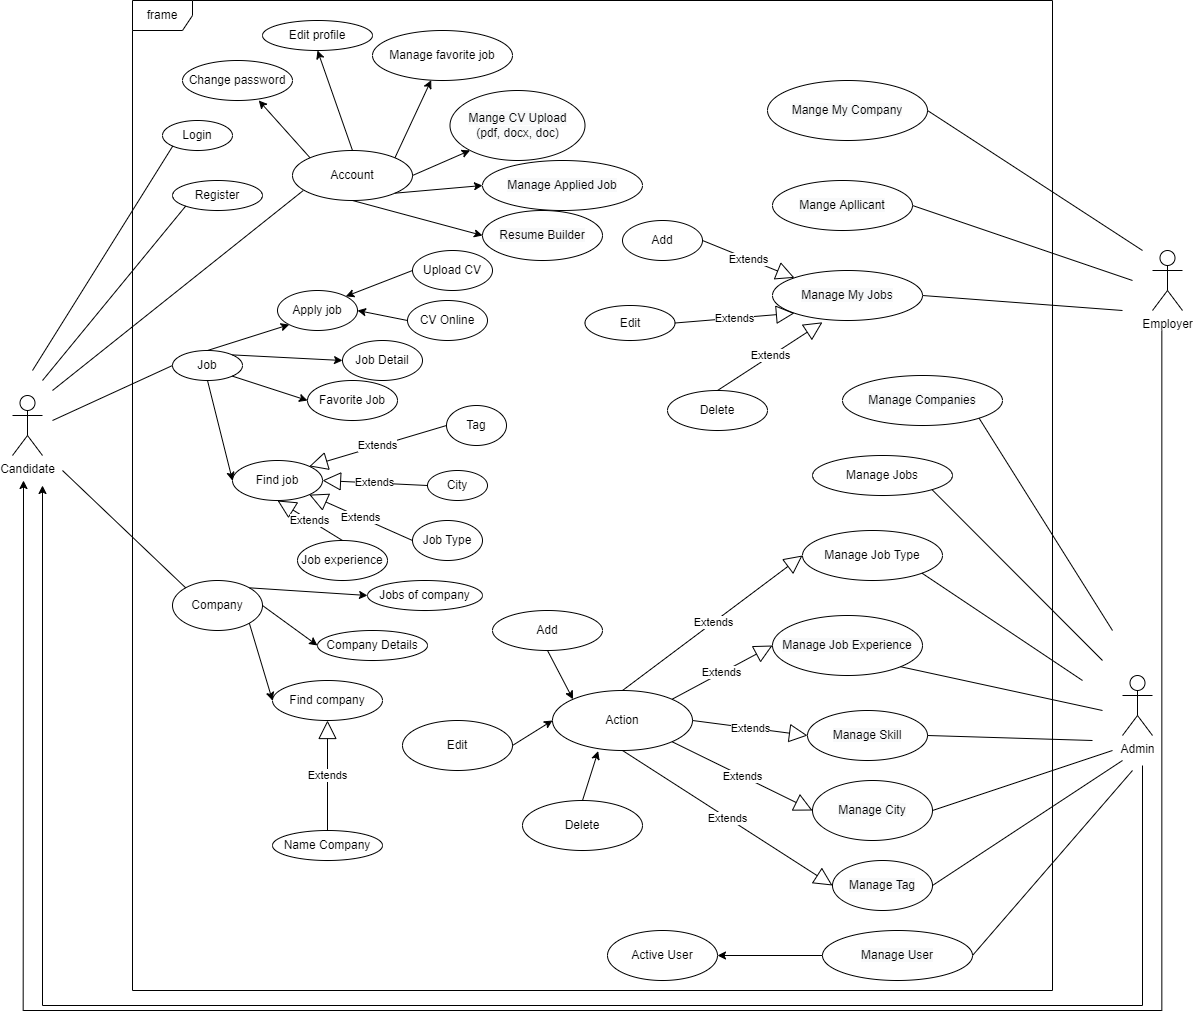 frame
Edit profile
Manage favorite job
Change password
Mange CV Upload
(pdf, docx, doc)
Mange My Company
Login
Account
Manage Applied Job
Register
Mange Apllicant
Resume Builder
Add
Extends
Upload CV
Manage My Jobs
Apply job
CV Online
Edit
Extends
Employer
Extends
Job
Job Detail
Favorite Job
Delete
Manage Companies
Tag
Extends
Candidate
Find job
Extends
City
Manage Jobs
Extends
Extends
Job Type
Job experience
Manage Job Type
Company
Jobs of company
Extends
Add
Company Details
Manage Job Experience
Extends
Find company
Action
Extends
Manage Skill
Edit
Admin
Extends
Extends
Manage City
Extends
Delete
Name Company
Manage Tag
Active User
Manage User